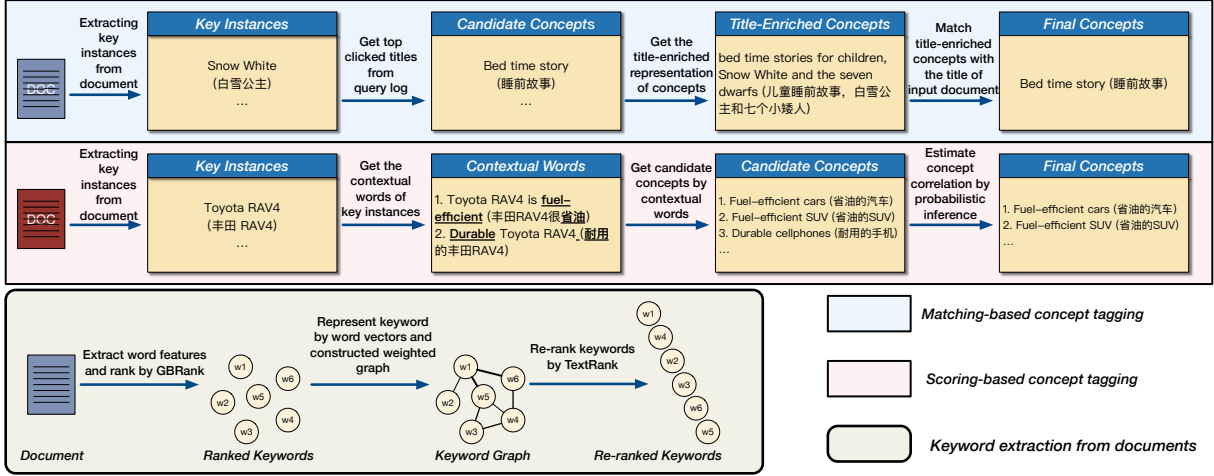 Extracting
key
instances
from
document
DOC
Key Instances
Snow White
(白雪公主)
...
Get top
clicked titles
from
query log
Candidate Concepts
Bed time story
(睡前故事)
...
Get the
title-enriched
representation
of concepts
Title-Enriched Concepts
bed time stories for children,
Snow White and the seven
dwarfs (儿童睡前故事，白雪公
主和七个小矮人)
Match
title-enriched
concepts with
the title of
input document
Final Concepts
Bed time story (睡前故事)
Extracting
key
instances
from
document
DOC
Key Instances
Toyota RAV4
(丰田 RAV4)
...
Get the
contextual
words of
key instances
Contextual Words
1. Toyota RAV4 is fuel-
efficient (丰田RAV4很省油)
2. Durable Toyota RAV4 (耐用
的丰田RAV4)
Get candidate
concepts by
contextual
words
Candidate Concepts
1. Fuel-efficient cars (省油的汽车)
2. Fuel-efficient SUV (省油的SUV)
3. Durable cellphones (耐用的手机)
...
Estimate
concept
correlation by
probabilistic
inference
Final Concepts
1. Fuel-efficient cars (省油的汽车)
2. Fuel-efficient SUV (省油的SUV)
...
Document
Extract word features
and rank by GBRank
w1
w6
w2
w5
w4
w3
Ranked Keywords
Represent keyword
by word vectors and
constructed weighted
graph
w1
w6
w2
w5
w4
w3
Keyword Graph
Re-rank keywords
by TextRank
w1
w4
w2
w3
w6
w5
Re-ranked Keywords
Matching-based concept tagging
Scoring-based concept tagging
Keyword extraction from documents